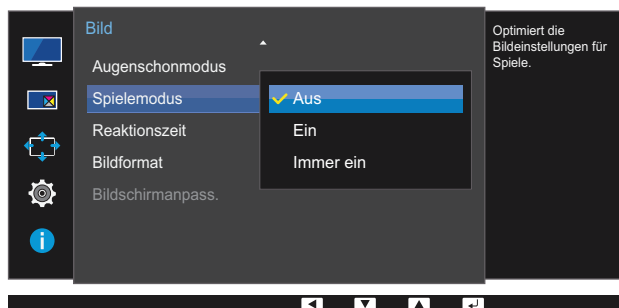 Bild
Augenschonmodus
Spielemodus
Reaktionszeit
Bildformat
Bildschirmanpass.
Aus
Ein
Immer ein
Optimiert die
Bildeinstellungen für
Spiele.